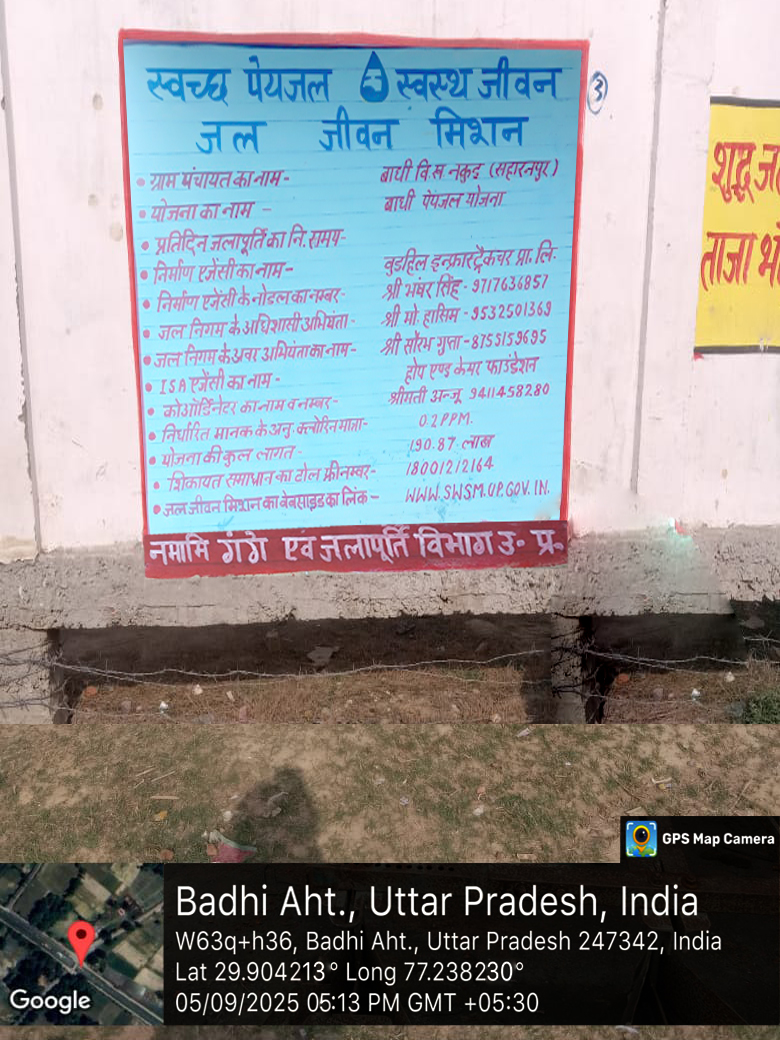 स्वच्छ पेयजल स्वस्थ जीवन
जल जीवन मिशन
3
• ग्राम पंचायत का नाम - बाधी वि.ख. नकुड़ (सहारनपुर)
• योजना का नाम - बाधी पेयजल योजना
• प्रतिदिन जलापूर्ति का नि. समय-
• निर्माण एजेंसी का नाम - वुडहिल इन्फ्रास्ट्रैकचर प्रा. लि.
• निर्माण एजेंसी के नोडल का नम्बर- श्री भंवर सिंह - 9717636857
• जल निगम के अधिशासी अभियंता- श्री मो. हासिम - 9532501369
• जल निगम के अवर अभियंता का नाम- श्री सौरभ गुप्ता - 8755159695
• ISA एजेंसी का नाम - होप एण्ड केयर फाउंडेशन
• कोऑर्डिनेटर का नाम व नम्बर- श्रीमती अन्जू 9411458280
• निर्धारित मानक के अनु. क्लोरिन मात्रा- 0.2 PPM.
• योजना की कुल लागत- 190.87 लाख
• शिकायत समाधान का टोल फ्री नम्बर- 18001212164
• जल जीवन मिशन का वेबसाइड का लिंक - WWW.SWSM.UP.GOV.IN.
नमामि गंगे एवं जलापूर्ति विभाग उ. प्र.
शुद्ध
ताजा
GPS Map Camera
Badhi Aht., Uttar Pradesh, India
W63q+h36, Badhi Aht., Uttar Pradesh 247342, India
Lat 29.904213° Long 77.238230°
05/09/2025 05:13 PM GMT +05:30
Google